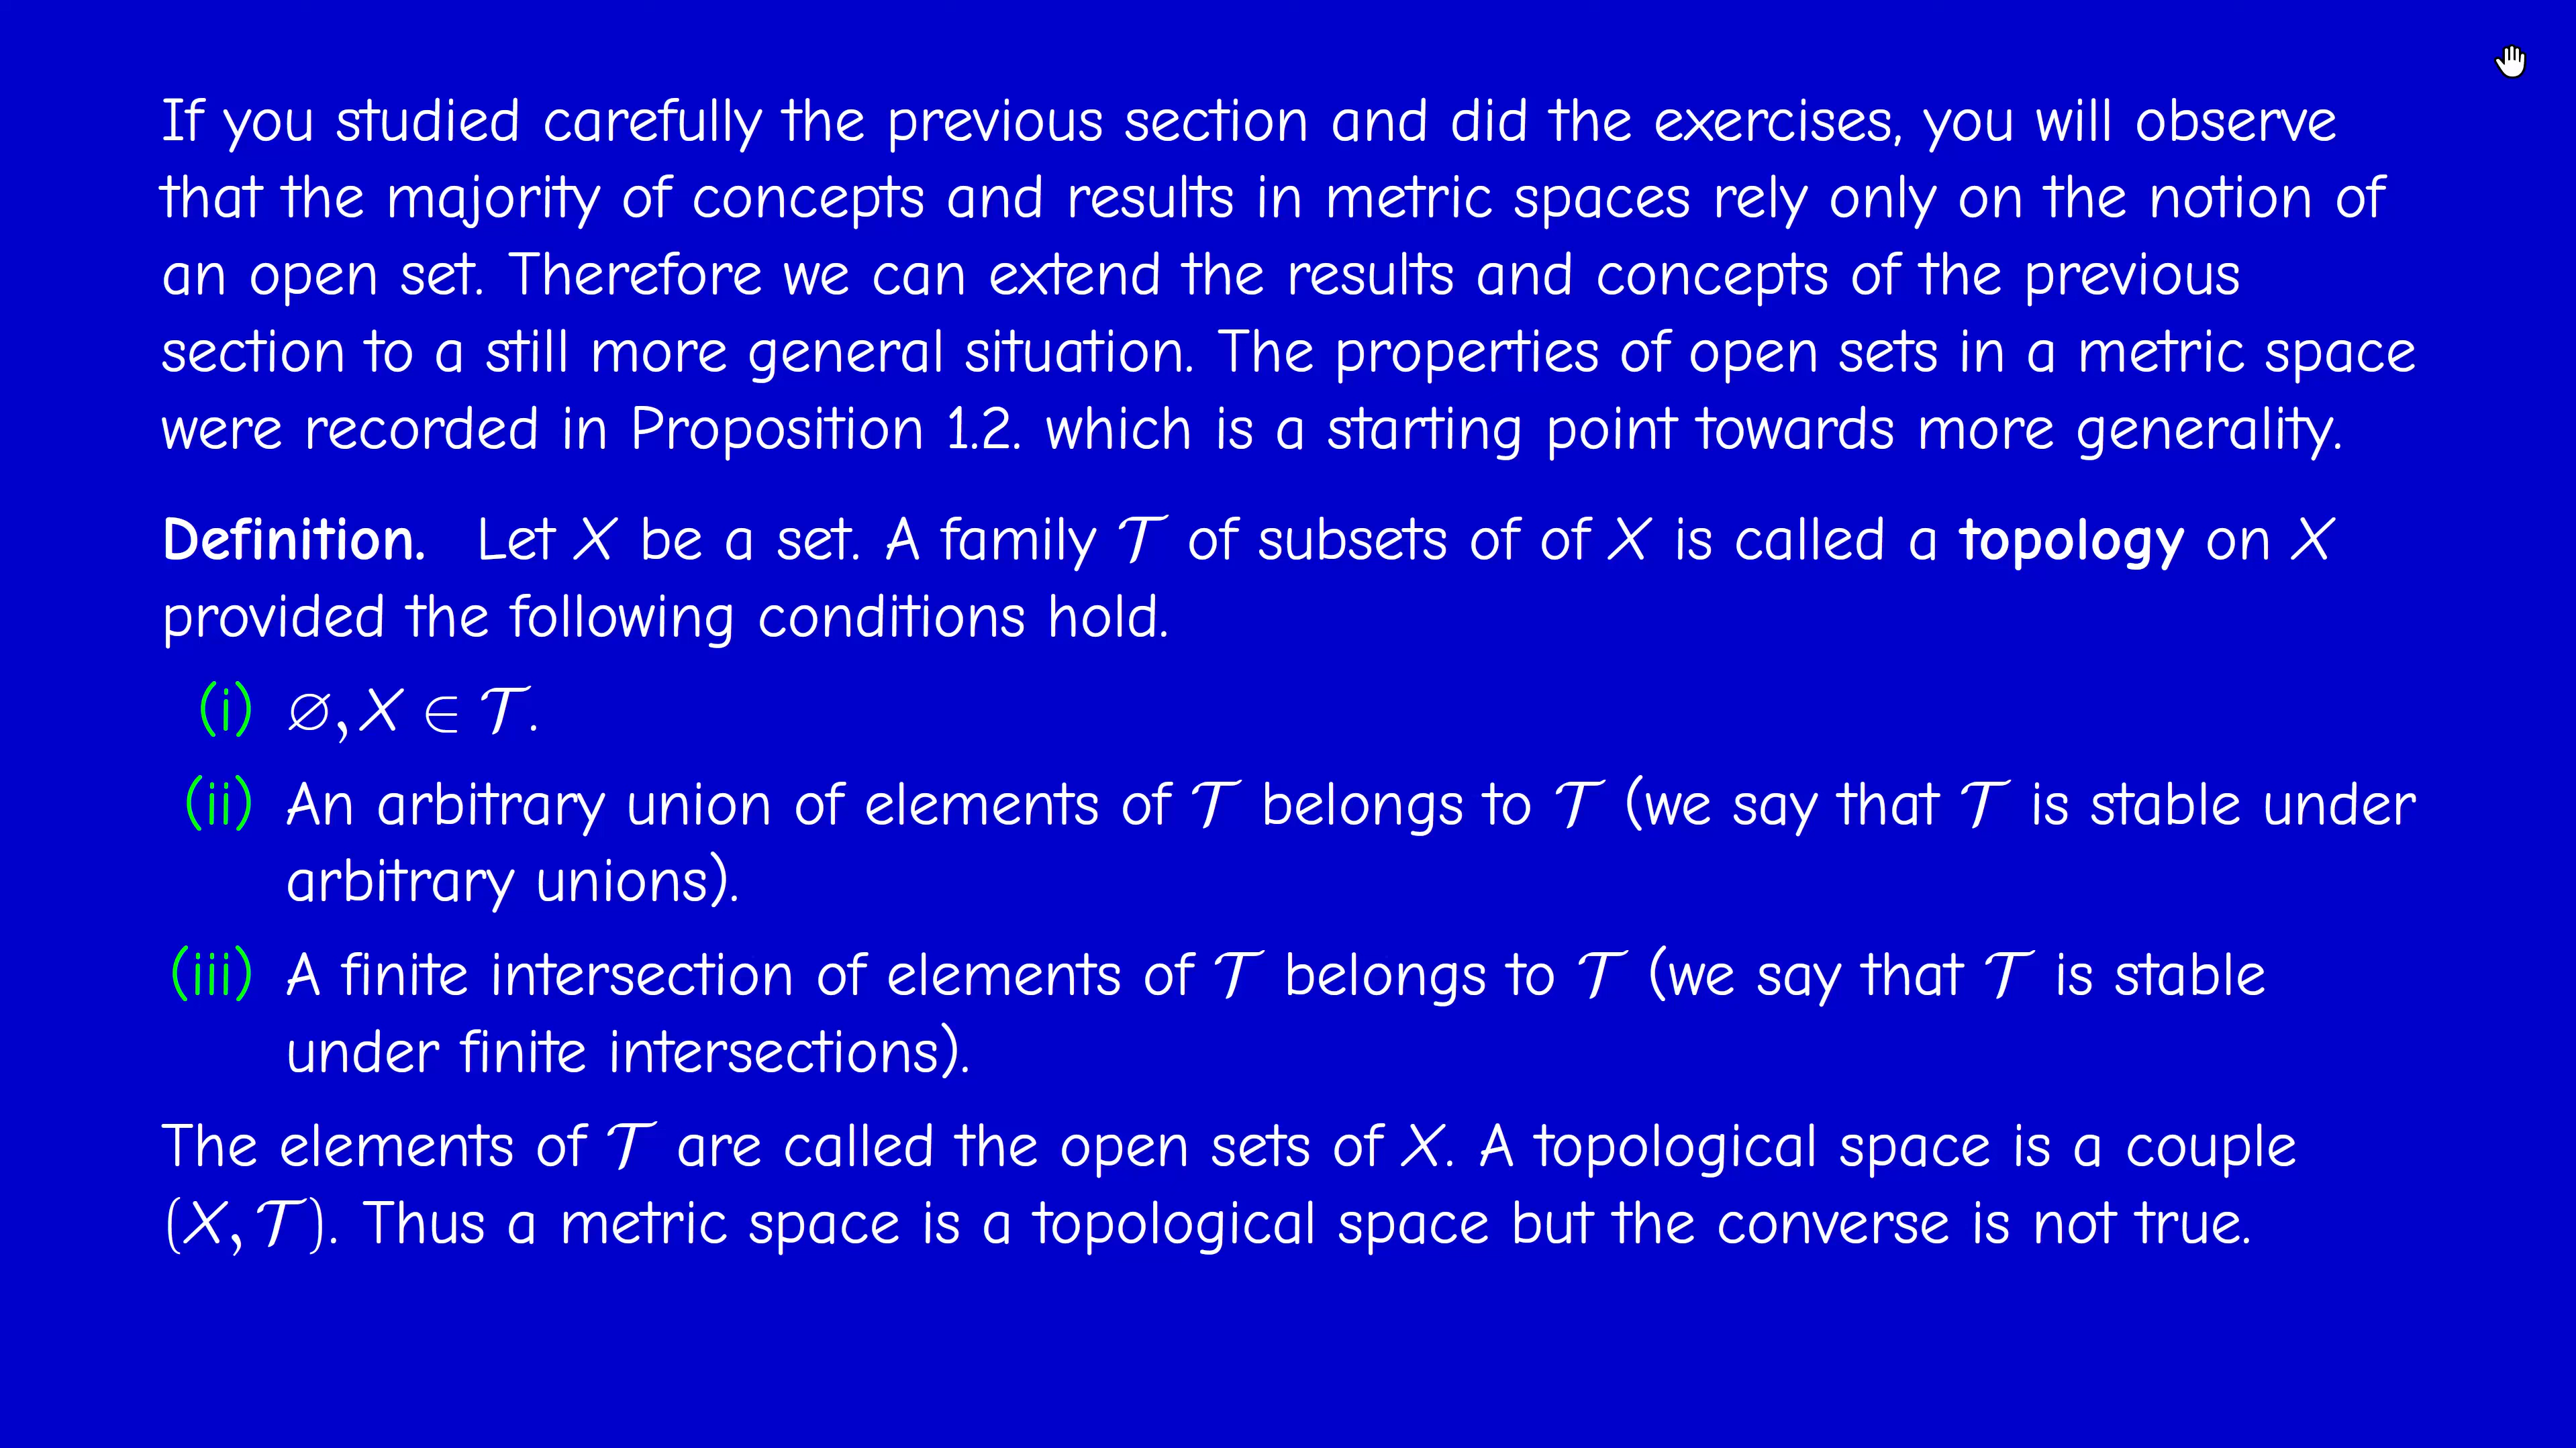 If you studied carefully the previous section and did the exercises, you will observe
that the majority of concepts and results in metric spaces rely only on the notion of
an open set. Therefore we can extend the results and concepts of the previous
section to a still more general situation. The properties of open sets in a metric space
were recorded in Proposition 1.2. which is a starting point towards more generality.
Definition. Let X be a set. A family 𝒯 of subsets of of X is called a topology on X
provided the following conditions hold.
(i) ∅, X ∈ 𝒯.
(ii) An arbitrary union of elements of 𝒯 belongs to 𝒯 (we say that 𝒯 is stable under
arbitrary unions).
(iii) A finite intersection of elements of 𝒯 belongs to 𝒯 (we say that 𝒯 is stable
under finite intersections).
The elements of 𝒯 are called the open sets of X. A topological space is a couple
(X, 𝒯). Thus a metric space is a topological space but the converse is not true.